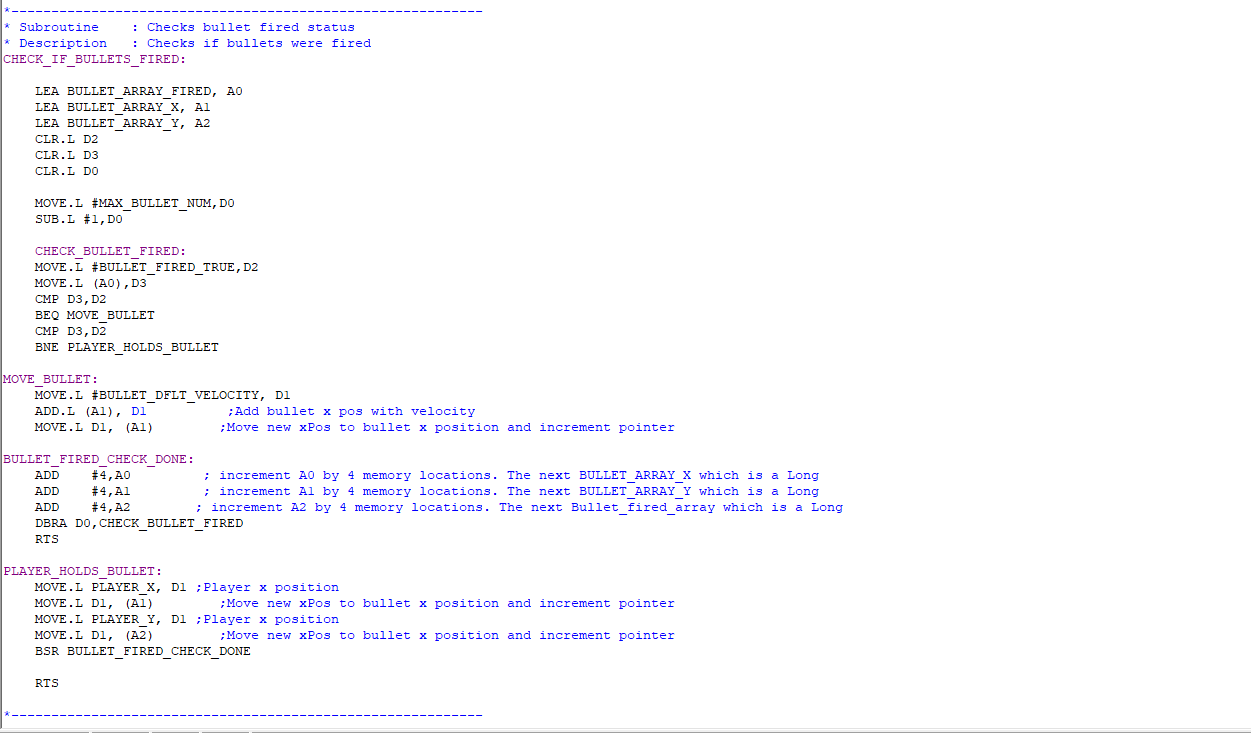 *-----------------------------------------------------------
* Subroutine    : Checks bullet fired status
* Description   : Checks if bullets were fired
CHECK_IF_BULLETS_FIRED:
LEA BULLET_ARRAY_FIRED, A0
LEA BULLET_ARRAY_X, A1
LEA BULLET_ARRAY_Y, A2
CLR.L D2
CLR.L D3
CLR.L D0
MOVE.L #MAX_BULLET_NUM,D0
SUB.L #1,D0
CHECK_BULLET_FIRED:
MOVE.L #BULLET_FIRED_TRUE,D2
MOVE.L (A0),D3
CMP D3,D2
BEQ MOVE_BULLET
CMP D3,D2
BNE PLAYER_HOLDS_BULLET
MOVE_BULLET:
MOVE.L #BULLET_DFLT_VELOCITY, D1
ADD.L (A1), D1          ;Add bullet x pos with velocity
MOVE.L D1, (A1)        ;Move new xPos to bullet x position and increment pointer
BULLET_FIRED_CHECK_DONE:
ADD    #4,A0         ; increment A0 by 4 memory locations. The next BULLET_ARRAY_X which is a Long
ADD    #4,A1         ; increment A1 by 4 memory locations. The next BULLET_ARRAY_Y which is a Long
ADD    #4,A2        ; increment A2 by 4 memory locations. The next Bullet_fired_array which is a Long
DBRA D0,CHECK_BULLET_FIRED
RTS
PLAYER_HOLDS_BULLET:
MOVE.L PLAYER_X, D1 ;Player x position
MOVE.L D1, (A1)        ;Move new xPos to bullet x position and increment pointer
MOVE.L PLAYER_Y, D1 ;Player x position
MOVE.L D1, (A2)        ;Move new xPos to bullet x position and increment pointer
BSR BULLET_FIRED_CHECK_DONE
RTS
*-----------------------------------------------------------